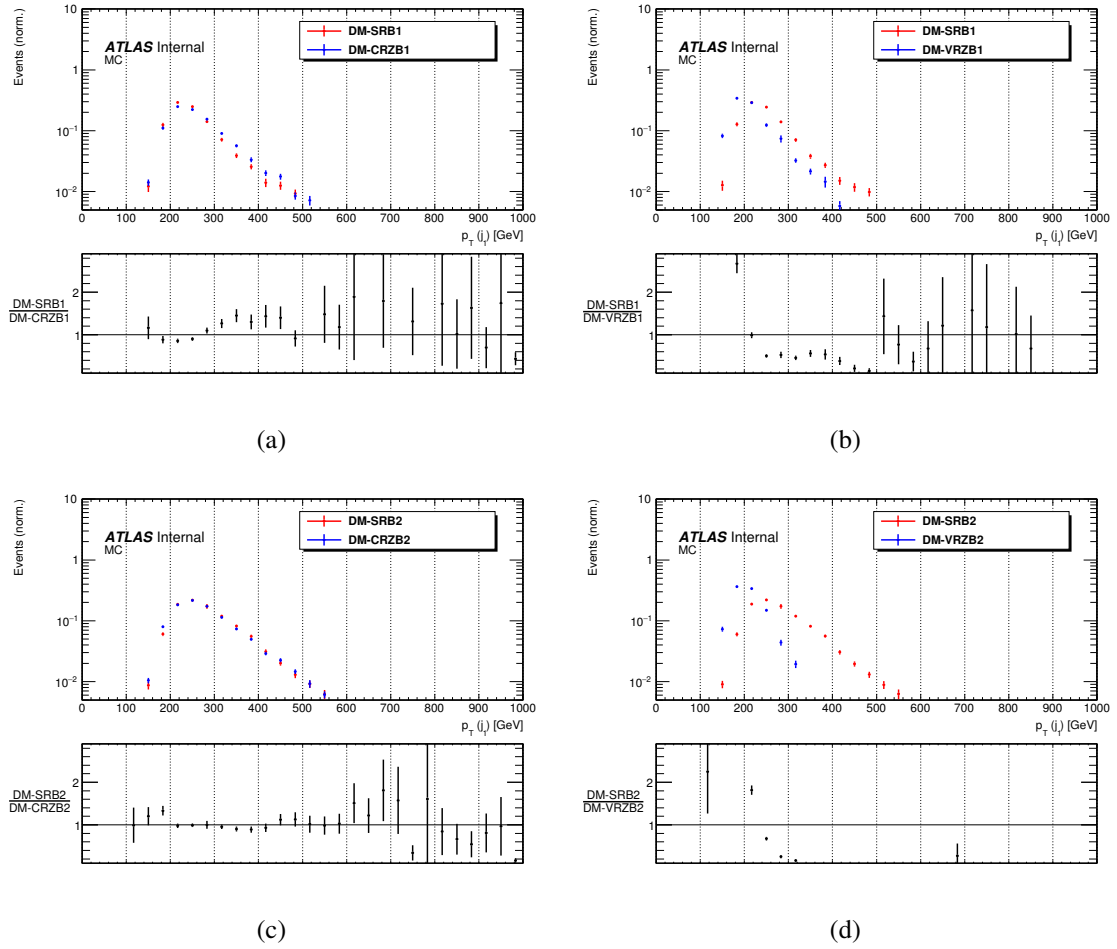 Events (norm.)
10
1
10⁻¹
10⁻²
ATLAS Internal
MC
DM-SRB1
DM-CRZB1
0 100 200 300 400 500 600 700 800 900 1000
p_T (j_1) [GeV]
DM-SRB1
DM-CRZB1
2
1
(a)
Events (norm.)
10
1
10⁻¹
10⁻²
ATLAS Internal
MC
DM-SRB1
DM-VRZB1
0 100 200 300 400 500 600 700 800 900 1000
p_T (j_1) [GeV]
DM-SRB1
DM-VRZB1
2
1
(b)
Events (norm.)
10
1
10⁻¹
10⁻²
ATLAS Internal
MC
DM-SRB2
DM-CRZB2
0 100 200 300 400 500 600 700 800 900 1000
p_T (j_1) [GeV]
DM-SRB2
DM-CRZB2
2
1
(c)
Events (norm.)
10
1
10⁻¹
10⁻²
ATLAS Internal
MC
DM-SRB2
DM-VRZB2
0 100 200 300 400 500 600 700 800 900 1000
p_T (j_1) [GeV]
DM-SRB2
DM-VRZB2
2
1
(d)